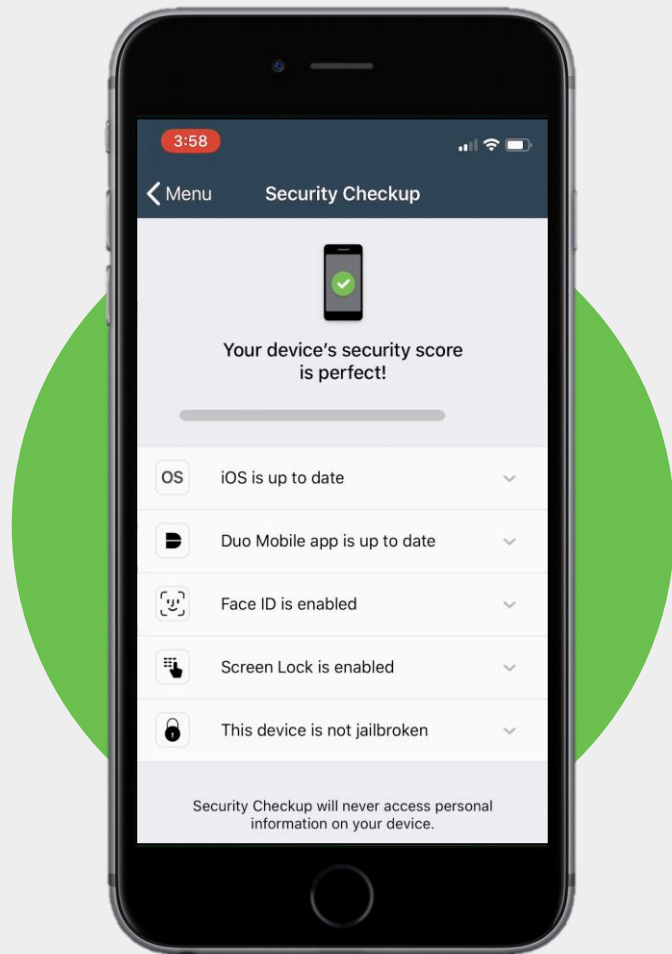 3:58
Menu Security Checkup
Your device's security score
is perfect!
OS iOS is up to date
Duo Mobile app is up to date
Face ID is enabled
Screen Lock is enabled
This device is not jailbroken
Security Checkup will never access personal
information on your device.